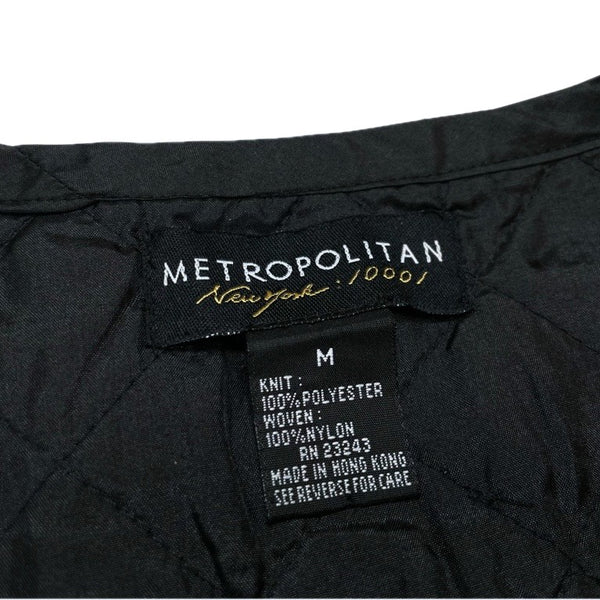 METROPOLITAN
New York: 10001
M
KNIT:
100% POLYESTER
WOVEN:
100% NYLON
RN 23243
MADE IN HONG KONG
SEE REVERSE FOR CARE